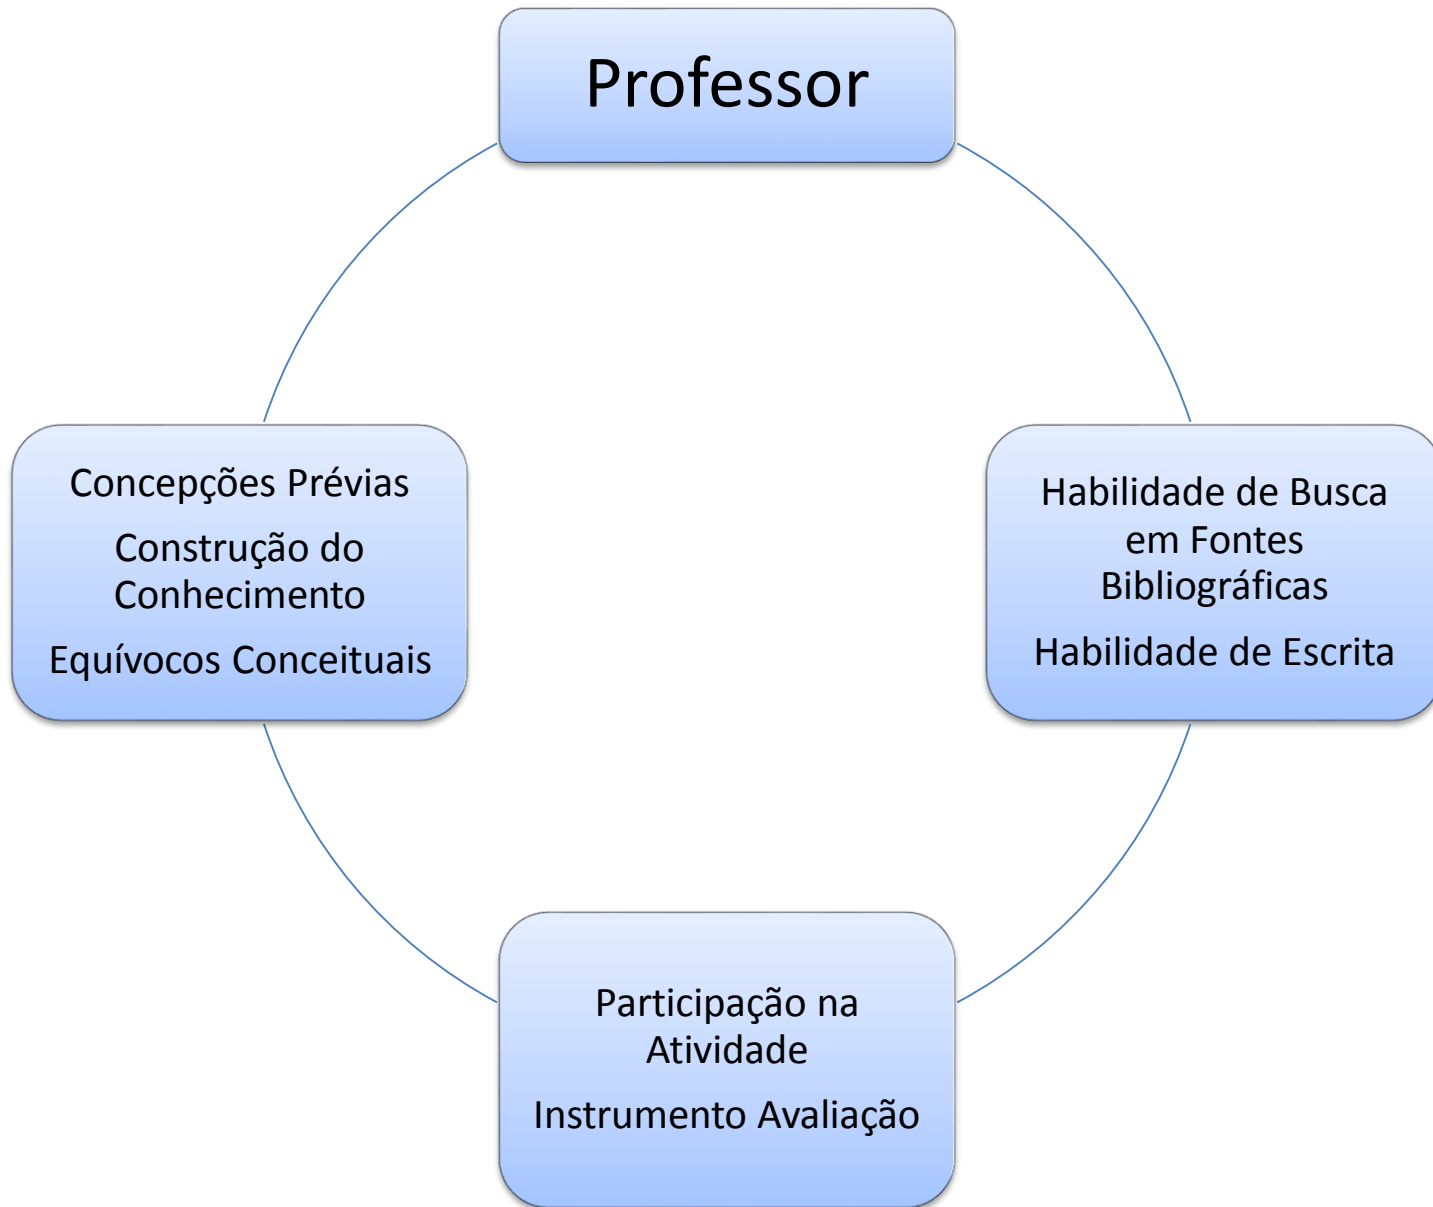 Professor
Concepções Prévias
Construção do
Conhecimento
Equívocos Conceituais
Habilidade de Busca
em Fontes
Bibliográficas
Habilidade de Escrita
Participação na
Atividade
Instrumento Avaliação